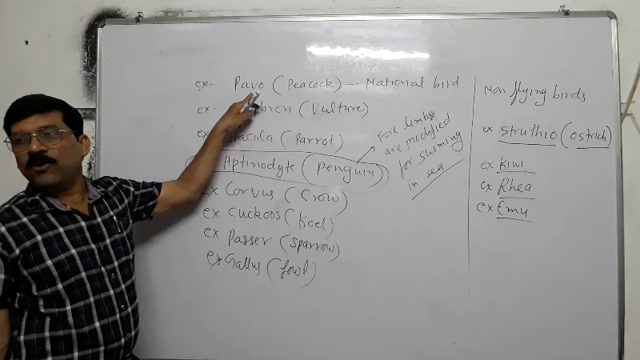 ex- Pavo (Peacock) - National bird
ex- (Vulture)
ex (Parrot)
Aptinodyte (penguin)
Fore limbs
are modified
for swiming
in sea
ex Corvus (Crow)
ex Cuckoos (Koel)
ex Passer (Sparrow)
ex Gallus (fowl)
Non flying birds
ex Struthio (Ostrich)
ex Kiwi
ex Rhea
ex Emu